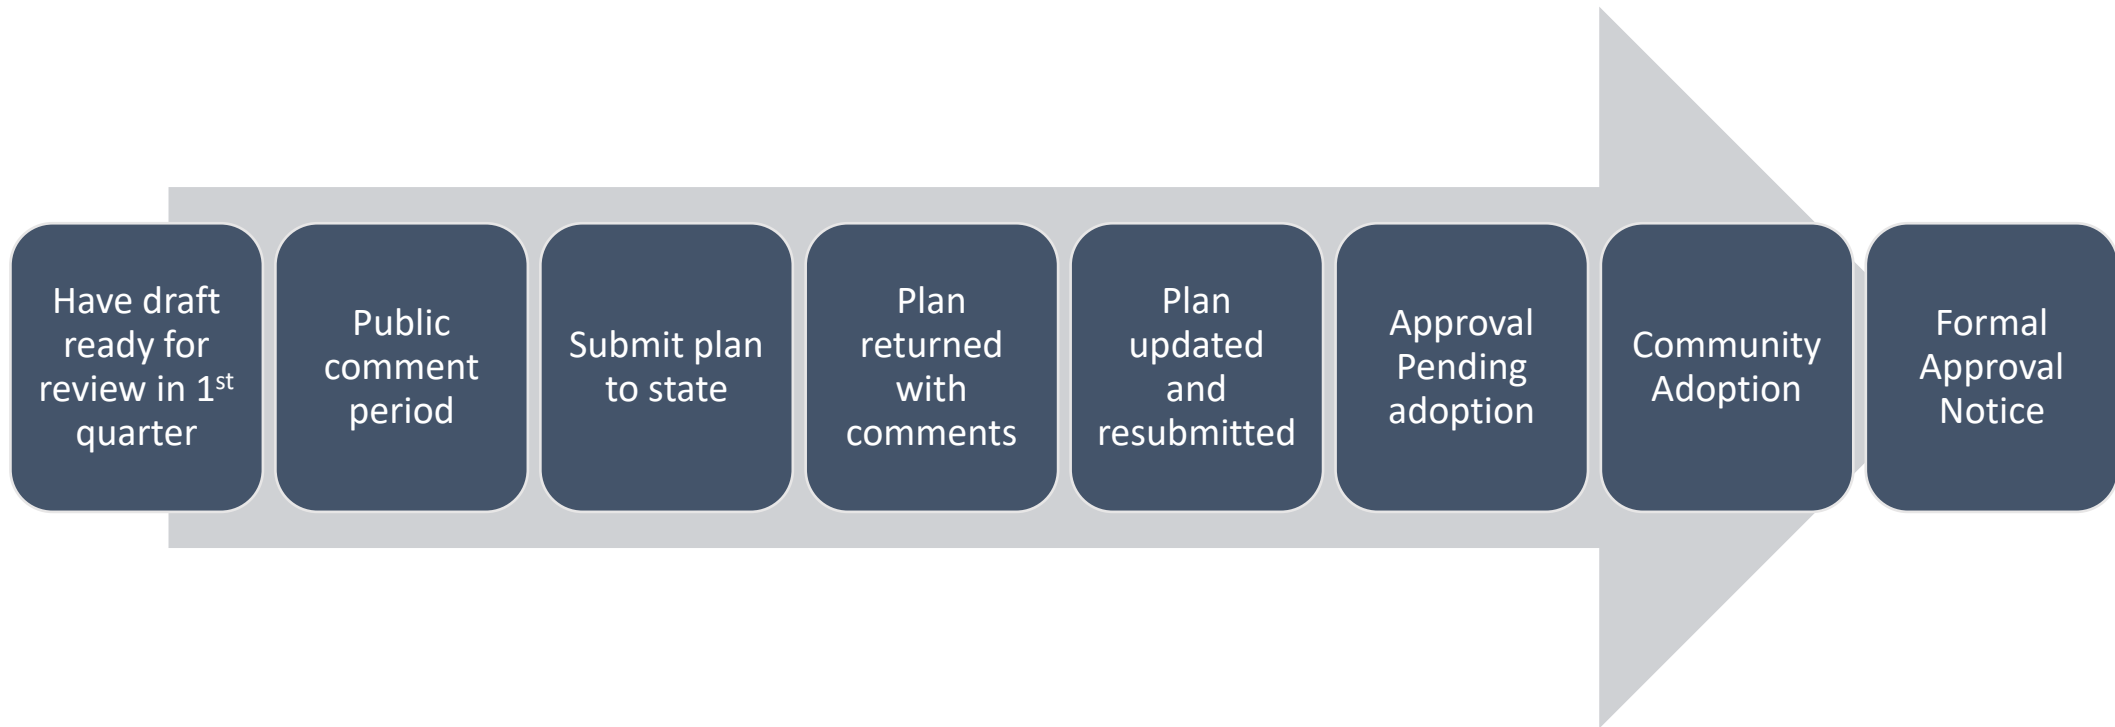 Have draft
ready for
review in 1st
quarter
Public
comment
period
Submit plan
to state
Plan
returned
with
comments
Plan
updated
and
resubmitted
Approval
Pending
adoption
Community
Adoption
Formal
Approval
Notice